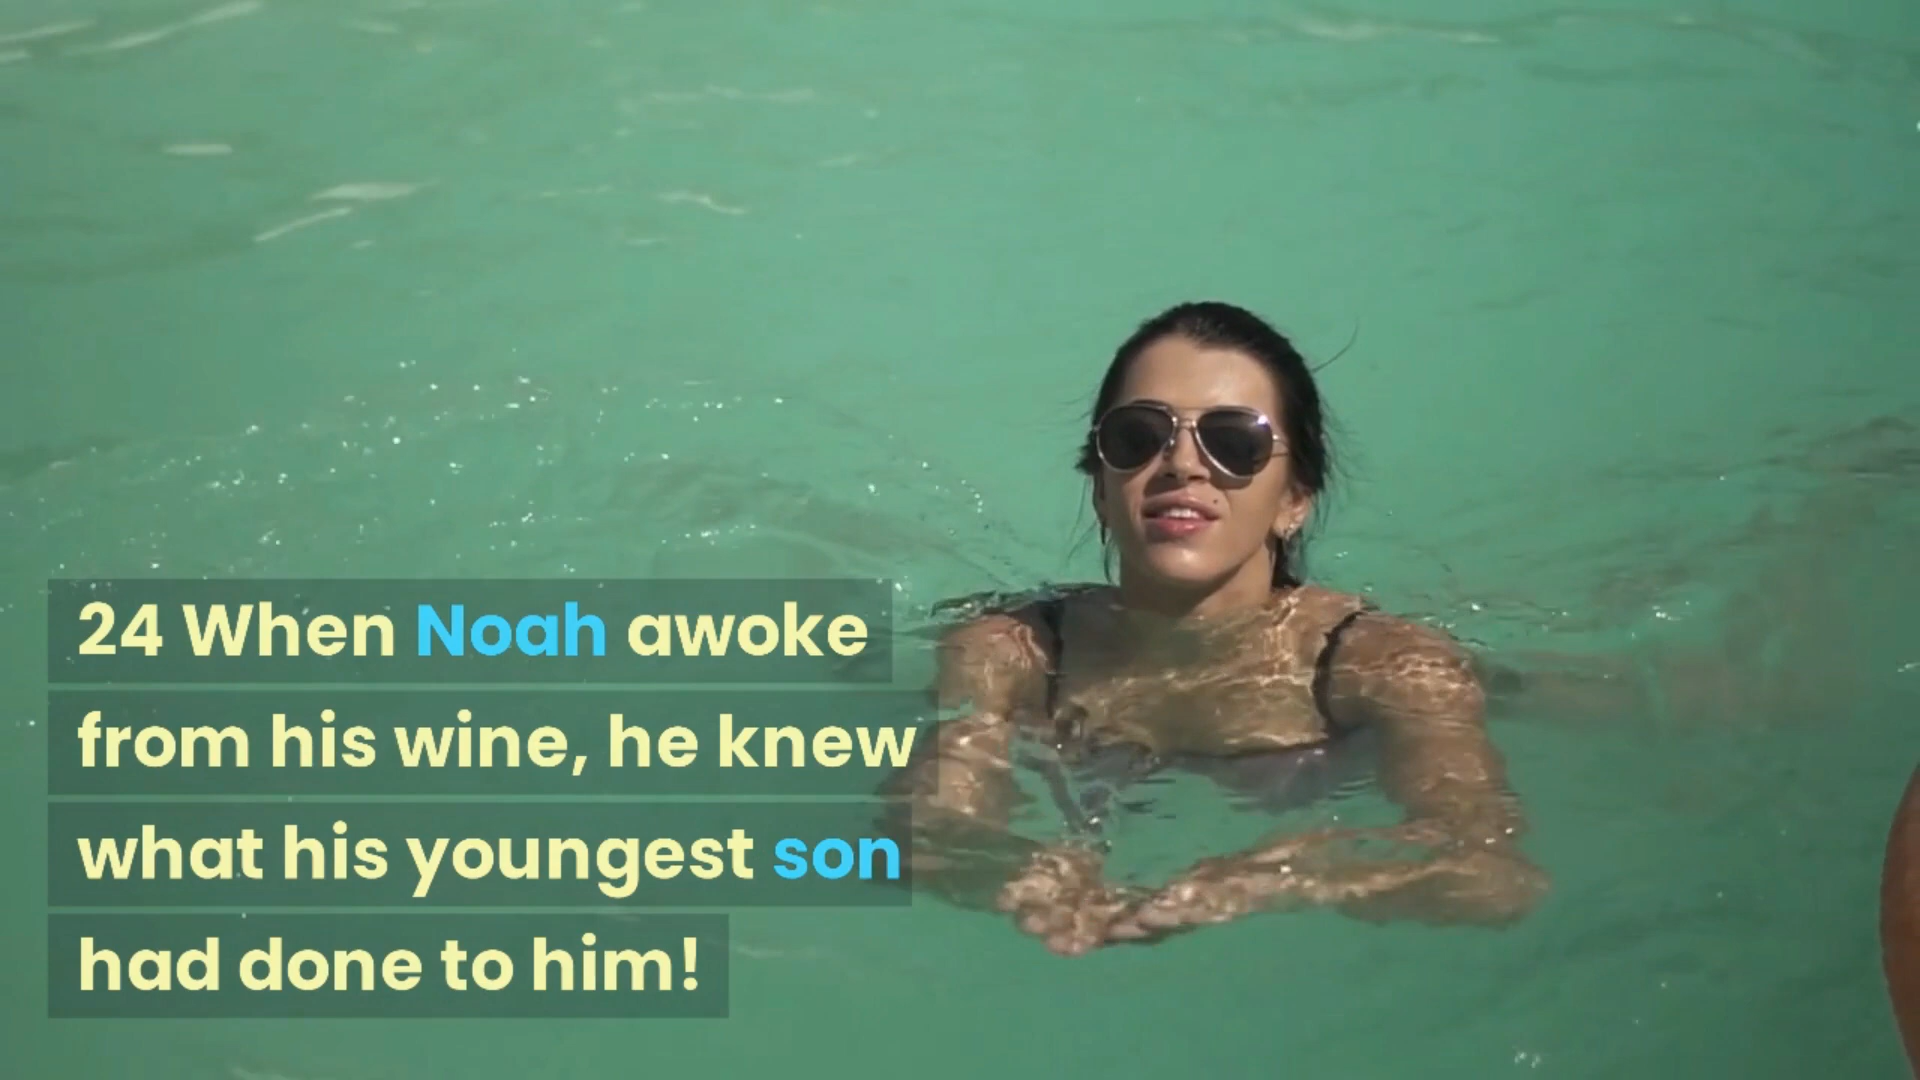 24 When Noah awoke
from his wine, he knew
what his youngest son
had done to him!